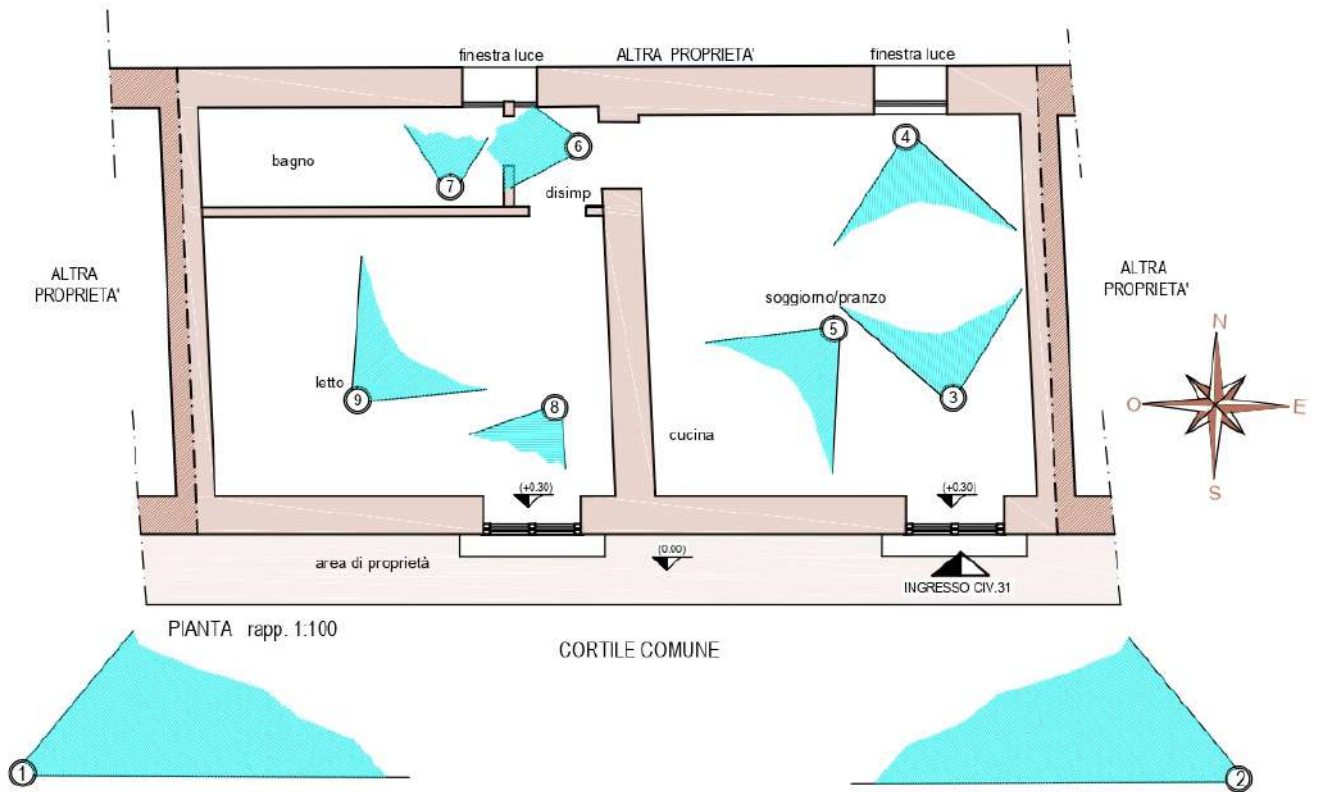 finestra luce
ALTRA PROPRIETA'
finestra luce
4
6
bagno
7
disimp
ALTRA
PROPRIETA'
ALTRA
PROPRIETA'
soggiorno/pranzo
5
N
letto
9
8
3
O
E
cucina
S
(+0.30)
(+0.30)
area di proprietà
(0.00)
INGRESSO CIV.31
PIANTA rapp. 1:100
CORTILE COMUNE
1
2